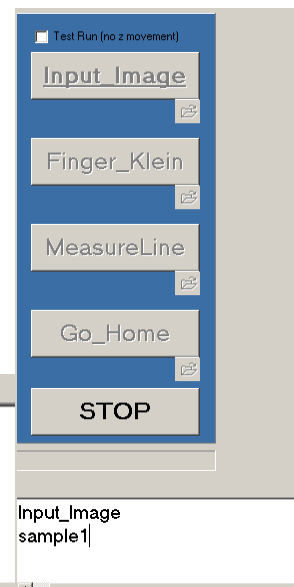 Test Run (no z movement)
Input_Image
Finger_Klein
MeasureLine
Go_Home
STOP
Input_Image
sample1